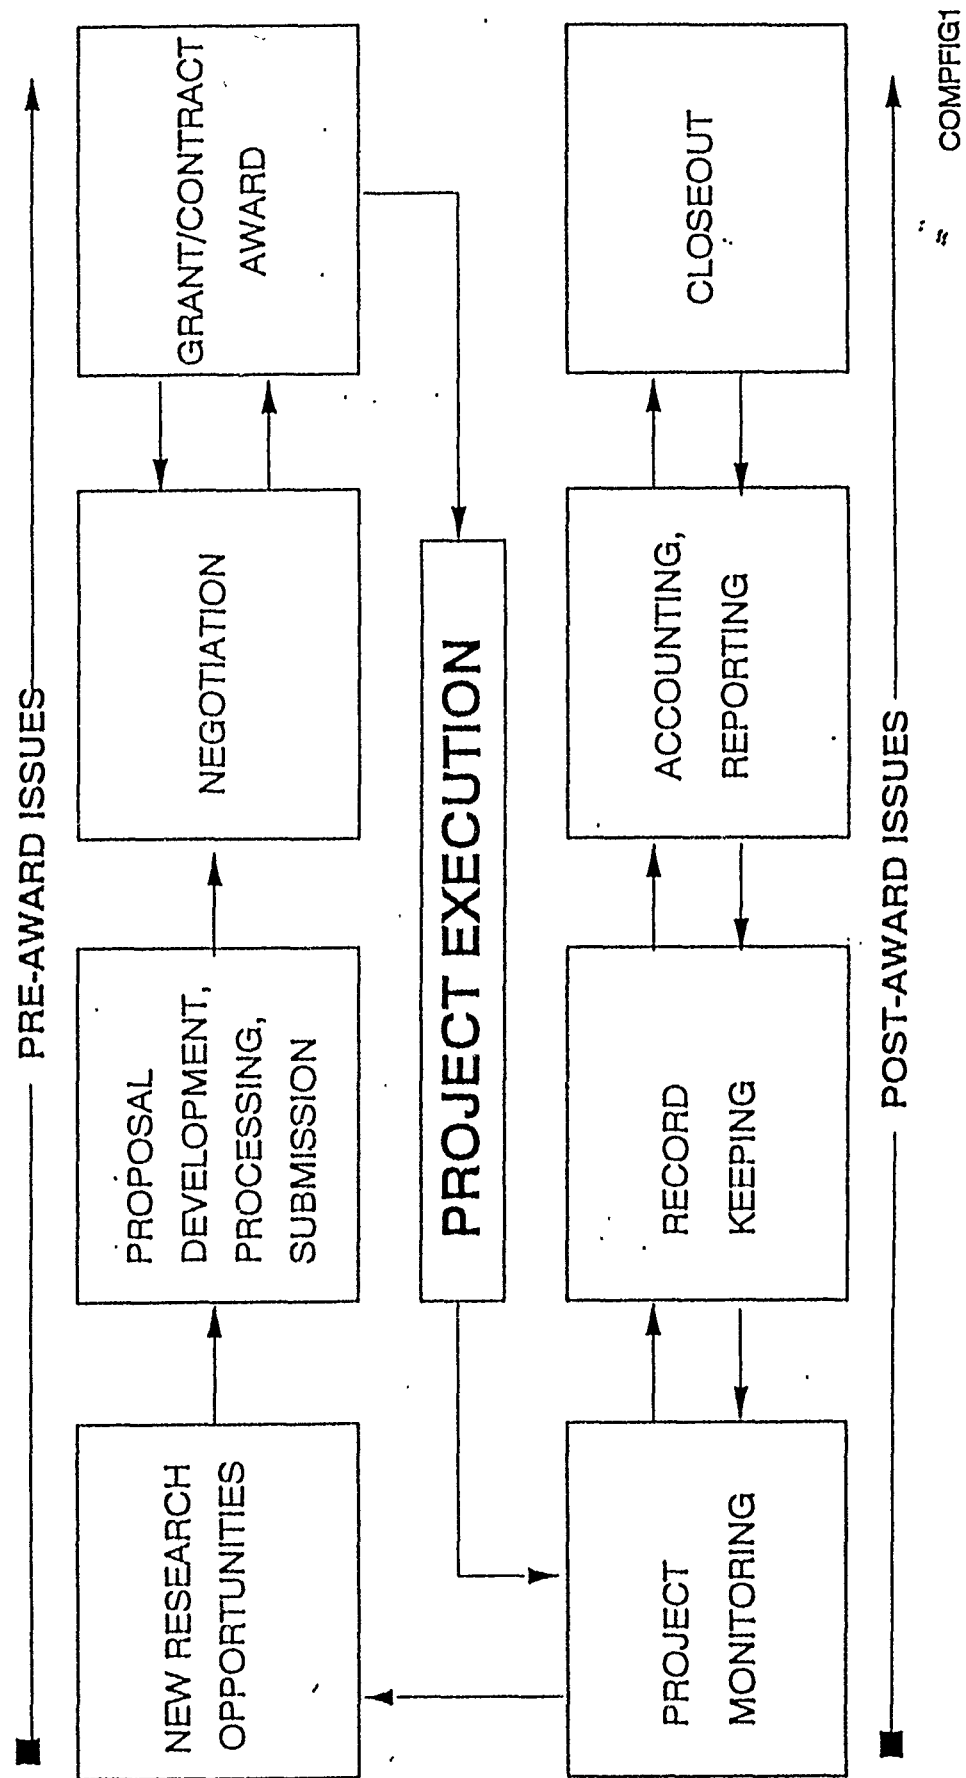 PRE-AWARD ISSUES
NEW RESEARCH
OPPORTUNITIES
PROPOSAL
DEVELOPMENT,
PROCESSING,
SUBMISSION
NEGOTIATION
GRANT/CONTRACT
AWARD
PROJECT EXECUTION
PROJECT
MONITORING
RECORD
KEEPING
ACCOUNTING,
REPORTING
CLOSEOUT
POST-AWARD ISSUES
COMPFIG1